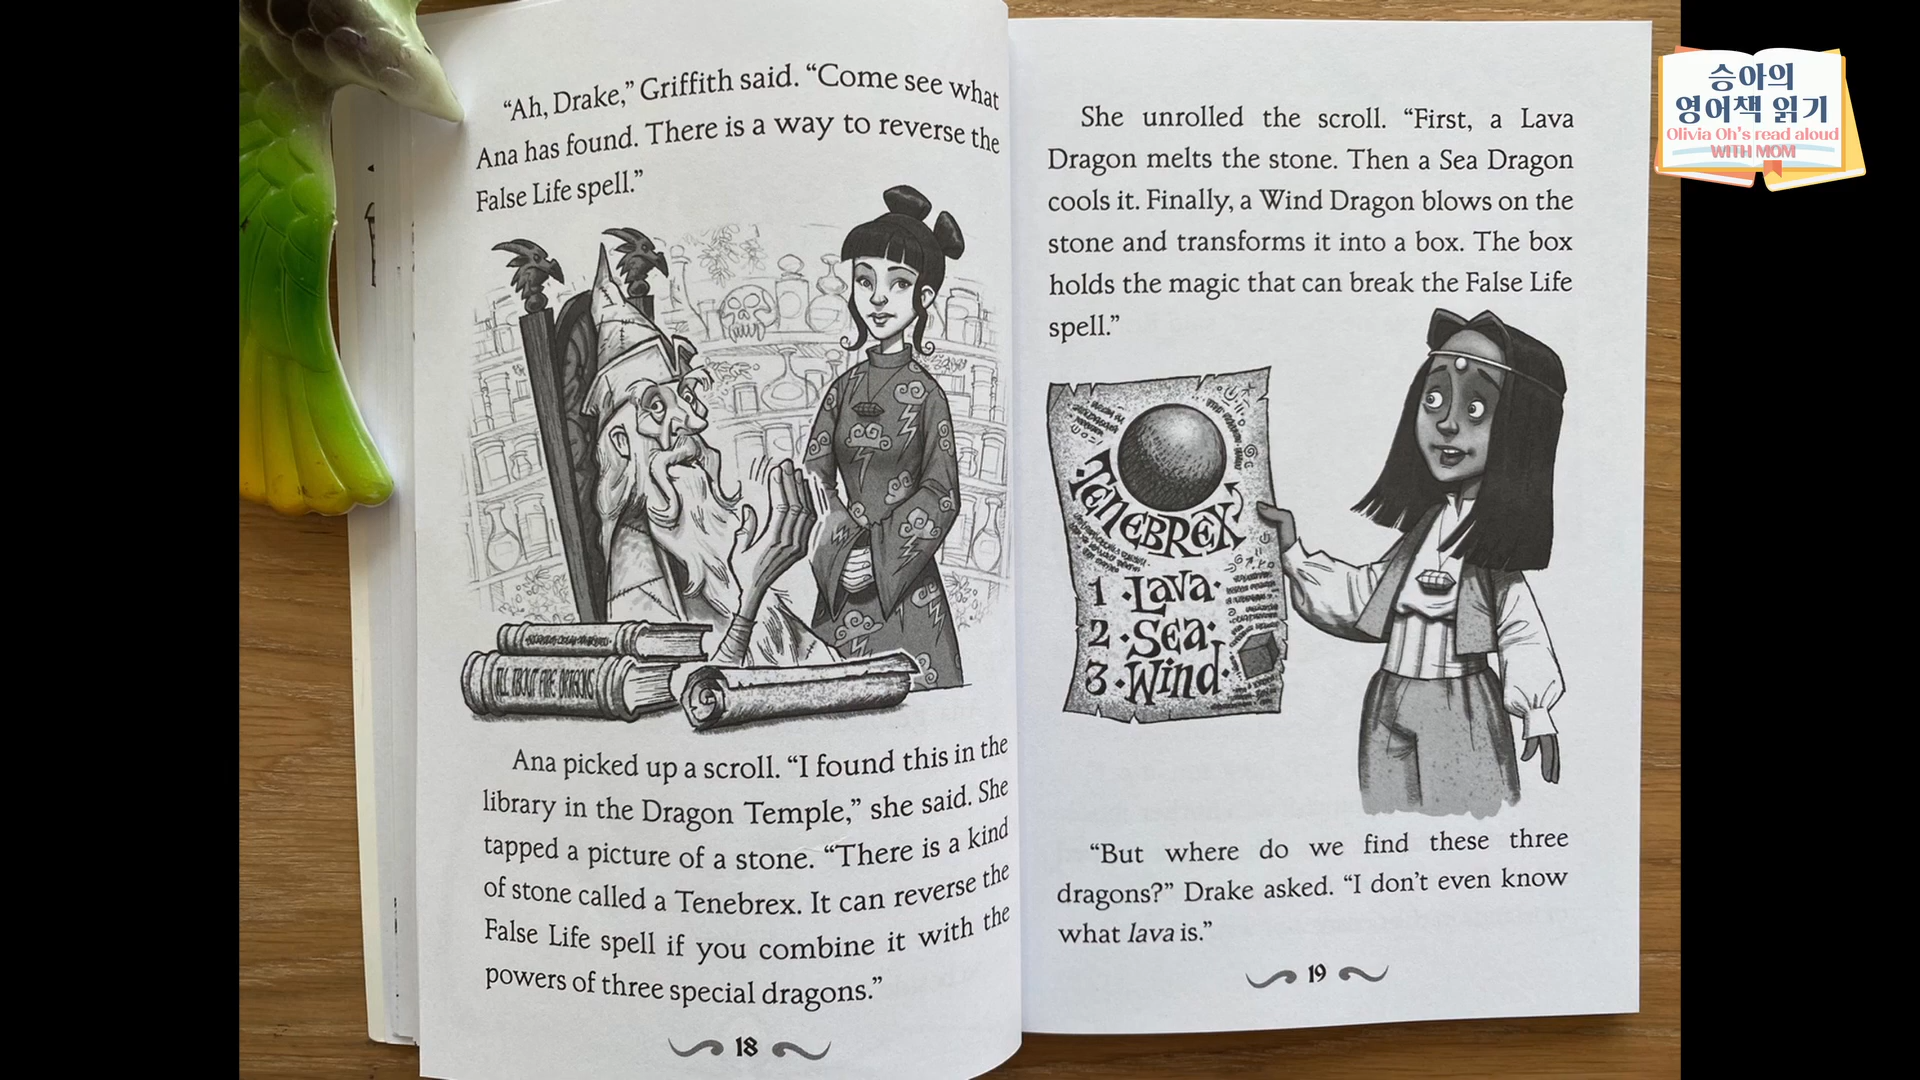 “Ah, Drake,” Griffith said. “Come see what
Ana has found. There is a way to reverse the
False Life spell.”
ALL ABOUT FIRE DRAGONS
Ana picked up a scroll. “I found this in the
library in the Dragon Temple,” she said. She
tapped a picture of a stone. “There is a kind
of stone called a Tenebrex. It can reverse the
False Life spell if you combine it with the
powers of three special dragons.”
18
She unrolled the scroll. “First, a Lava
Dragon melts the stone. Then a Sea Dragon
cools it. Finally, a Wind Dragon blows on the
stone and transforms it into a box. The box
holds the magic that can break the False Life
spell.”
TENEBREX
1 · Lava ·
2 · Sea ·
3 · Wind ·
“But where do we find these three
dragons?” Drake asked. “I don’t even know
what lava is.”
19
승아의
영어책 읽기
Olivia Oh's read aloud
WITH MOM